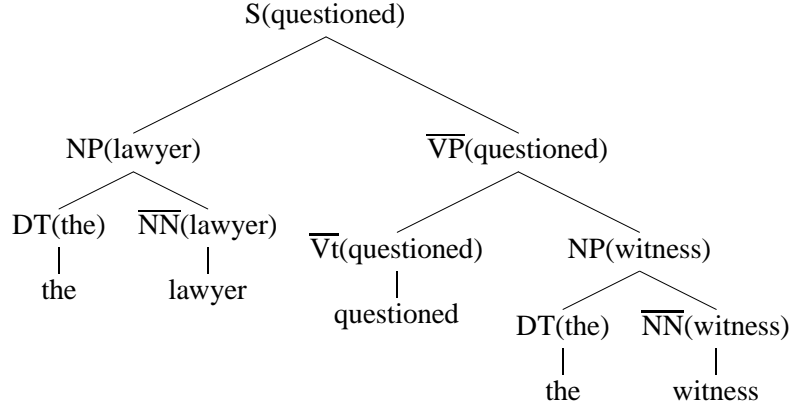 S(questioned)
NP(lawyer) V̅P̅(questioned)
DT(the) N̅N̅(lawyer) V̅t̅(questioned) NP(witness)
the lawyer questioned DT(the) N̅N̅(witness)
the witness